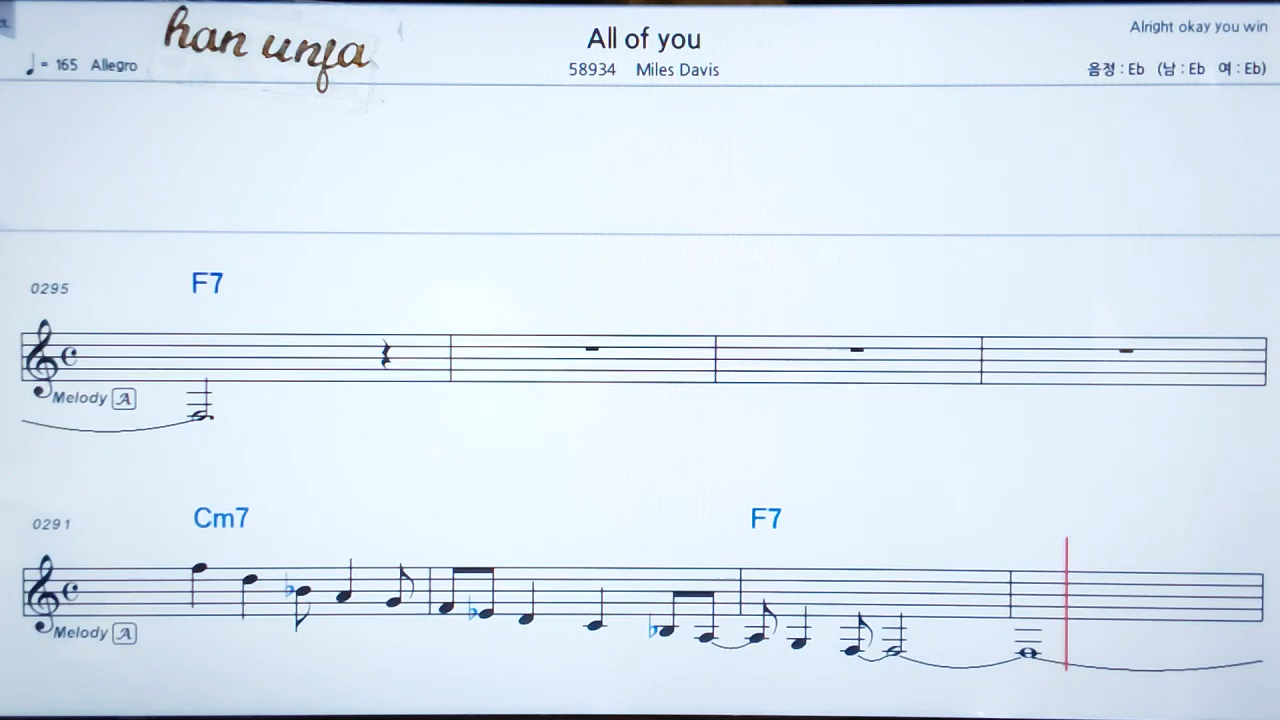 han unfa
All of you
Alright okay you win
♩ = 165 Allegro
58934 Miles Davis
음정 : Eb (남 : Eb 여 : Eb)
0295
F7
Melody A
0291
Cm7 F7
Melody A